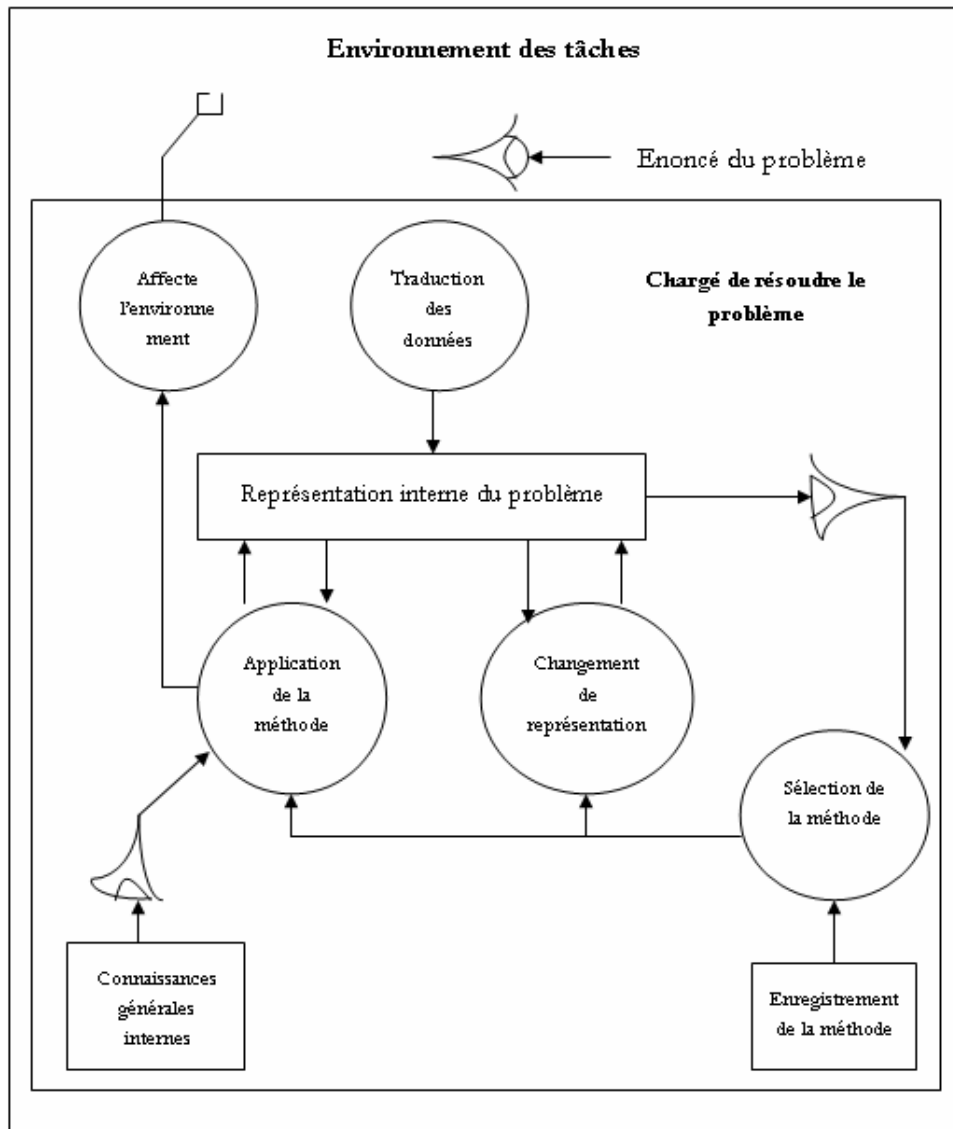 Environnement des tâches
Enoncé du problème
Affecte
l'environne
ment
Traduction
des
données
Chargé de résoudre le
problème
Représentation interne du problème
Application
de la
méthode
Changement
de
représentation
Sélection de
la méthode
Connaissances
générales
internes
Enregistrement
de la méthode